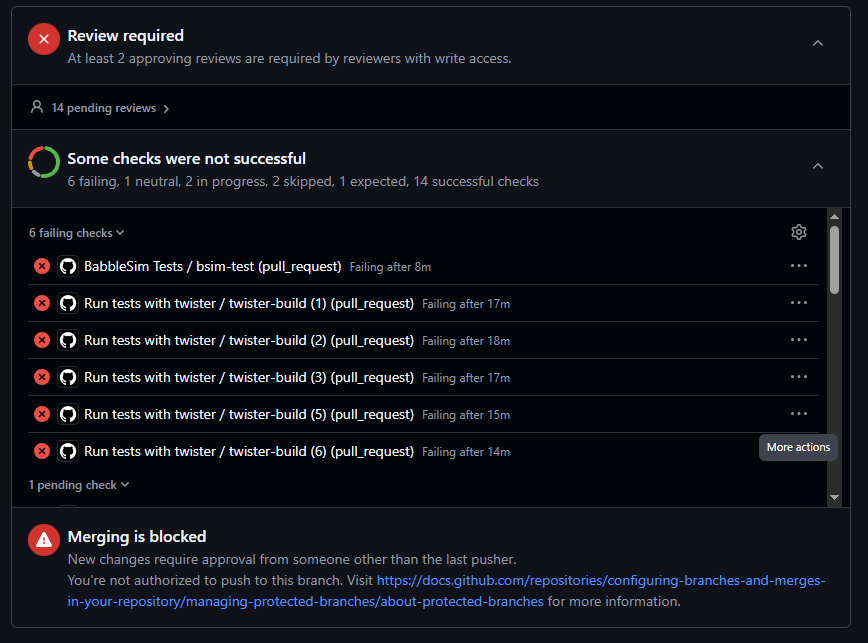 Review required
At least 2 approving reviews are required by reviewers with write access.
14 pending reviews
Some checks were not successful
6 failing, 1 neutral, 2 in progress, 2 skipped, 1 expected, 14 successful checks
6 failing checks
BabbleSim Tests / bsim-test (pull_request) Failing after 8m
Run tests with twister / twister-build (1) (pull_request) Failing after 17m
Run tests with twister / twister-build (2) (pull_request) Failing after 18m
Run tests with twister / twister-build (3) (pull_request) Failing after 17m
Run tests with twister / twister-build (5) (pull_request) Failing after 15m
Run tests with twister / twister-build (6) (pull_request) Failing after 14m
More actions
1 pending check
Merging is blocked
New changes require approval from someone other than the last pusher.
You're not authorized to push to this branch. Visit https://docs.github.com/repositories/configuring-branches-and-merges-
in-your-repository/managing-protected-branches/about-protected-branches for more information.